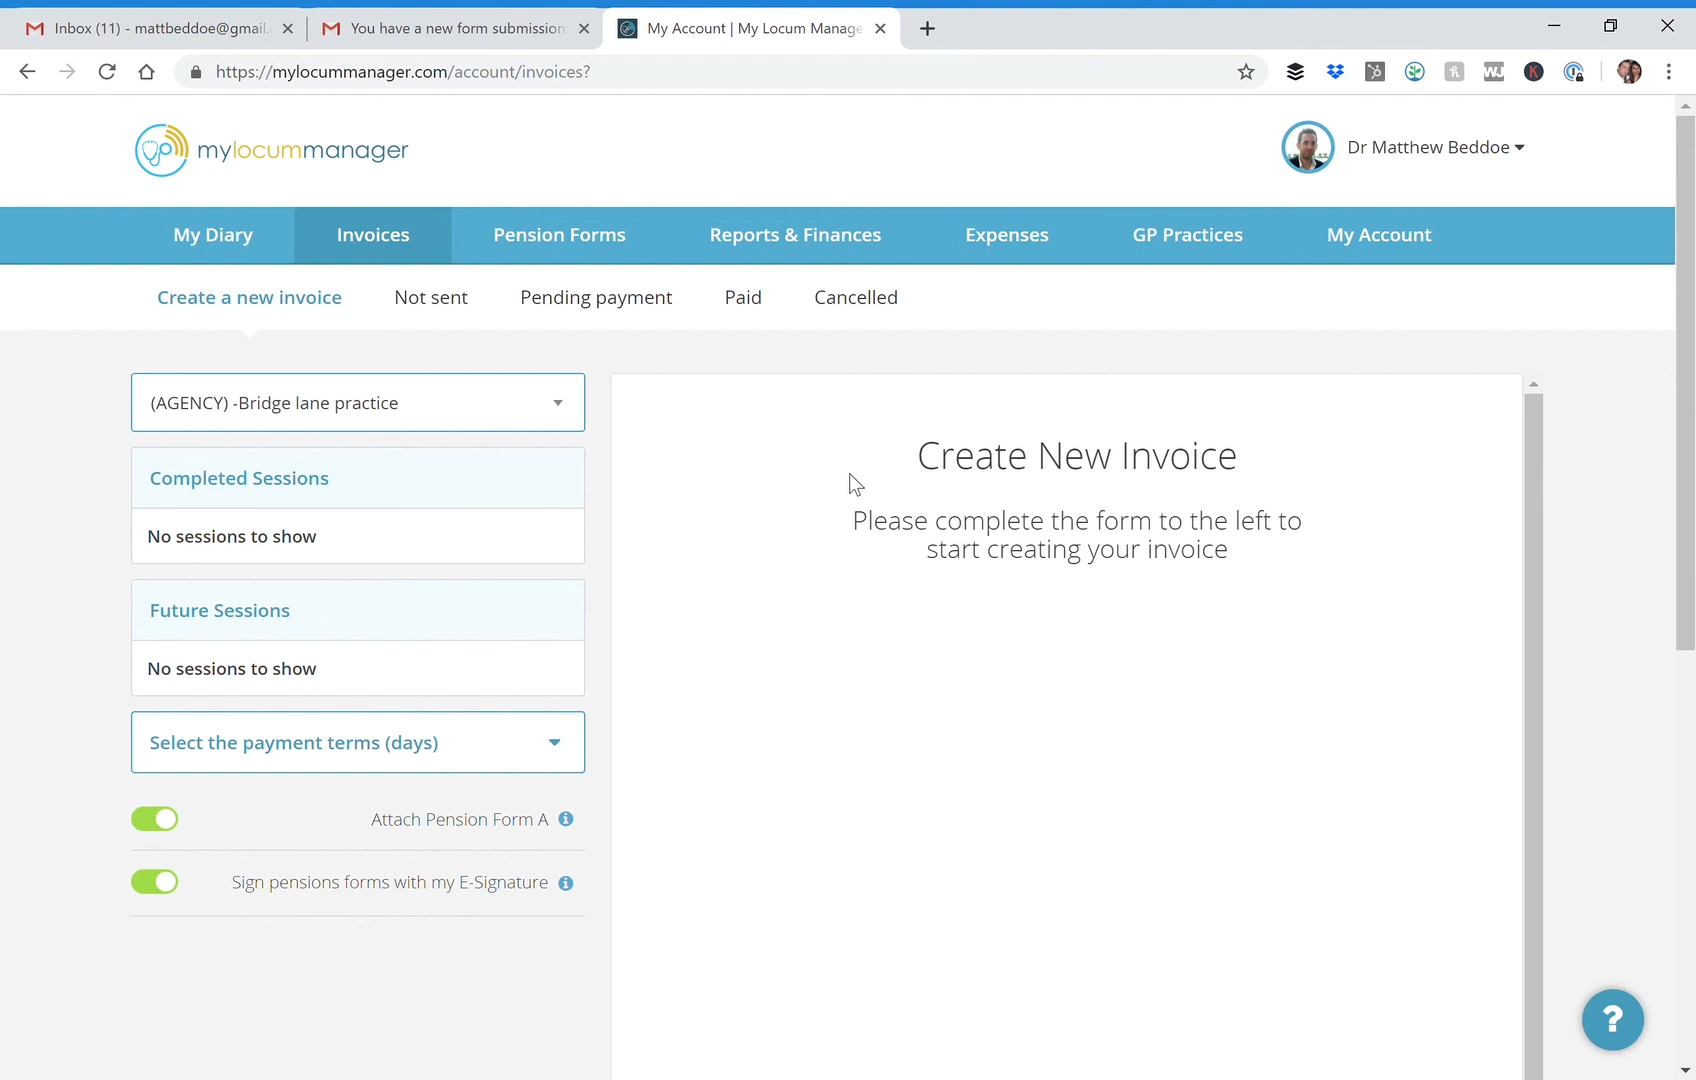 Inbox (11) - mattbeddoe@gmail.
You have a new form submission
My Account | My Locum Manage
https://mylocummanager.com/account/invoices?
mylocummanager
Dr Matthew Beddoe
My Diary
Invoices
Pension Forms
Reports & Finances
Expenses
GP Practices
My Account
Create a new invoice
Not sent
Pending payment
Paid
Cancelled
(AGENCY) -Bridge lane practice
Completed Sessions
No sessions to show
Future Sessions
No sessions to show
Select the payment terms (days)
Attach Pension Form A
Sign pensions forms with my E-Signature
Create New Invoice
Please complete the form to the left to
start creating your invoice
?